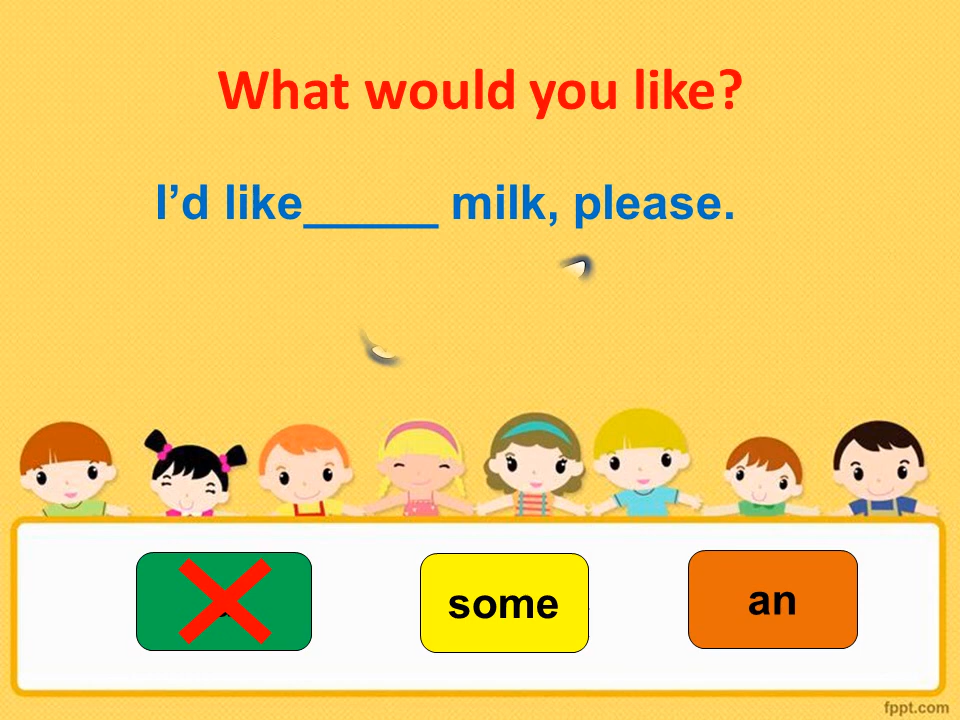 What would you like?
I’d like_____ milk, please.
some
an
fppt.com